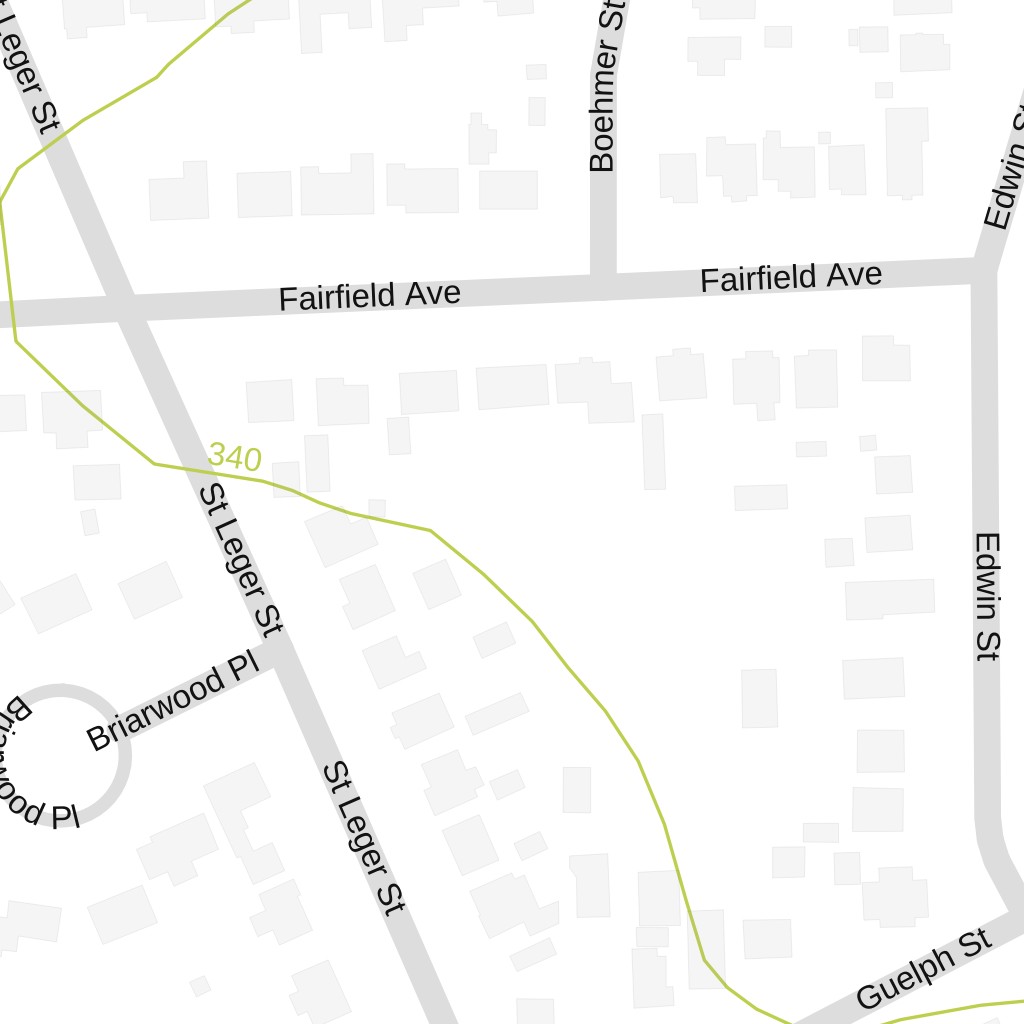 t Leger St
Boehmer St
Edwin St
Fairfield Ave
Fairfield Ave
340
St Leger St
Edwin St
Briarwood Pl
Briarwood Pl
St Leger St
Guelph St